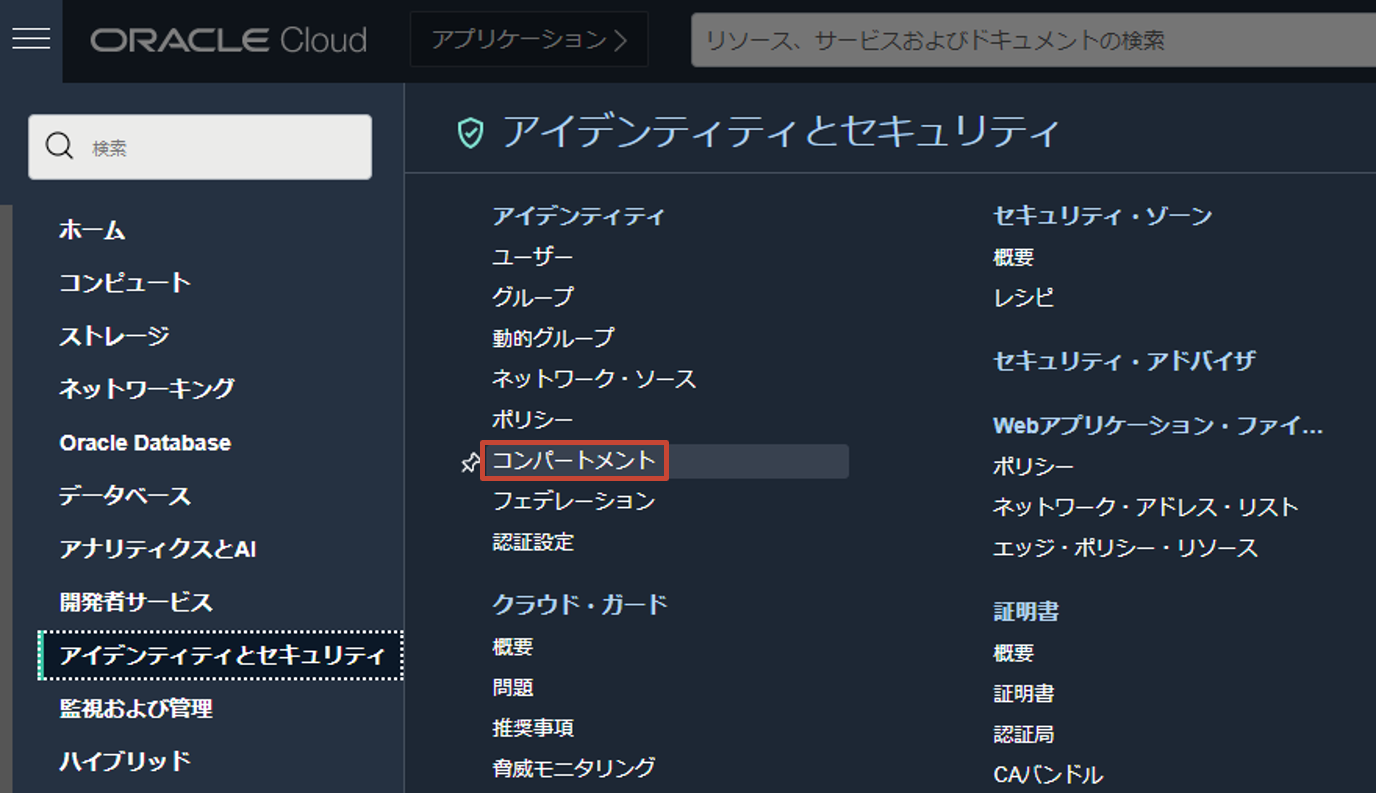 ORACLE Cloud
アプリケーション
リソース、サービスおよびドキュメントの検索
検索
ホーム
コンピュート
ストレージ
ネットワーキング
Oracle Database
データベース
アナリティクスとAI
開発者サービス
アイデンティティとセキュリティ
監視および管理
ハイブリッド
アイデンティティとセキュリティ
アイデンティティ
ユーザー
グループ
動的グループ
ネットワーク・ソース
ポリシー
コンパートメント
フェデレーション
認証設定
クラウド・ガード
概要
問題
推奨事項
脅威モニタリング
セキュリティ・ゾーン
概要
レシピ
セキュリティ・アドバイザ
Webアプリケーション・ファイ...
ポリシー
ネットワーク・アドレス・リスト
エッジ・ポリシー・リソース
証明書
概要
証明書
認証局
CAバンドル